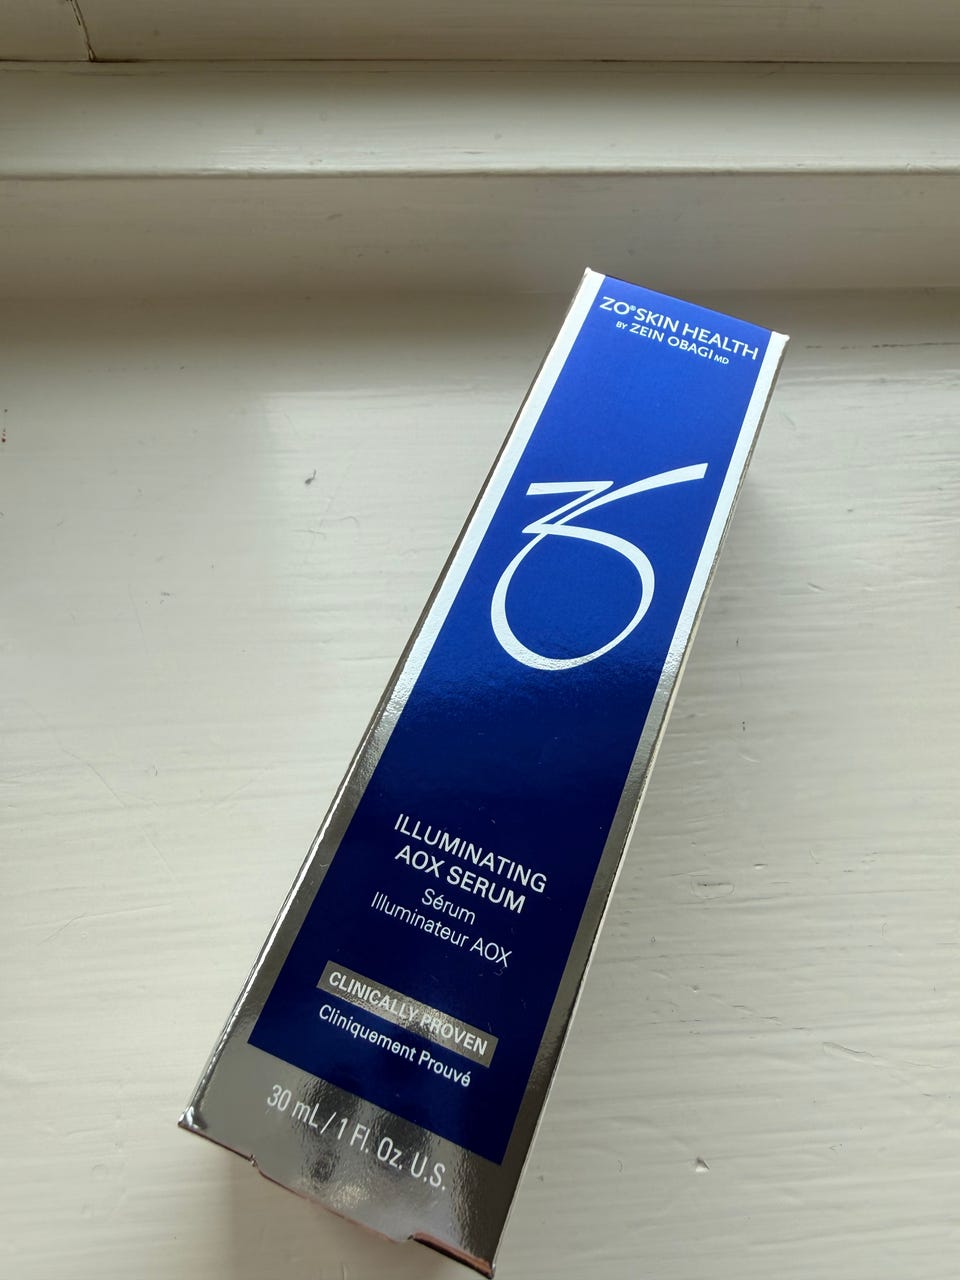 ZO® SKIN HEALTH
BY ZEIN OBAGI MD
ZO
ILLUMINATING
AOX SERUM
Sérum
Illuminateur AOX
CLINICALLY PROVEN
Cliniquement Prouvé
30 mL / 1 Fl. Oz. U.S.